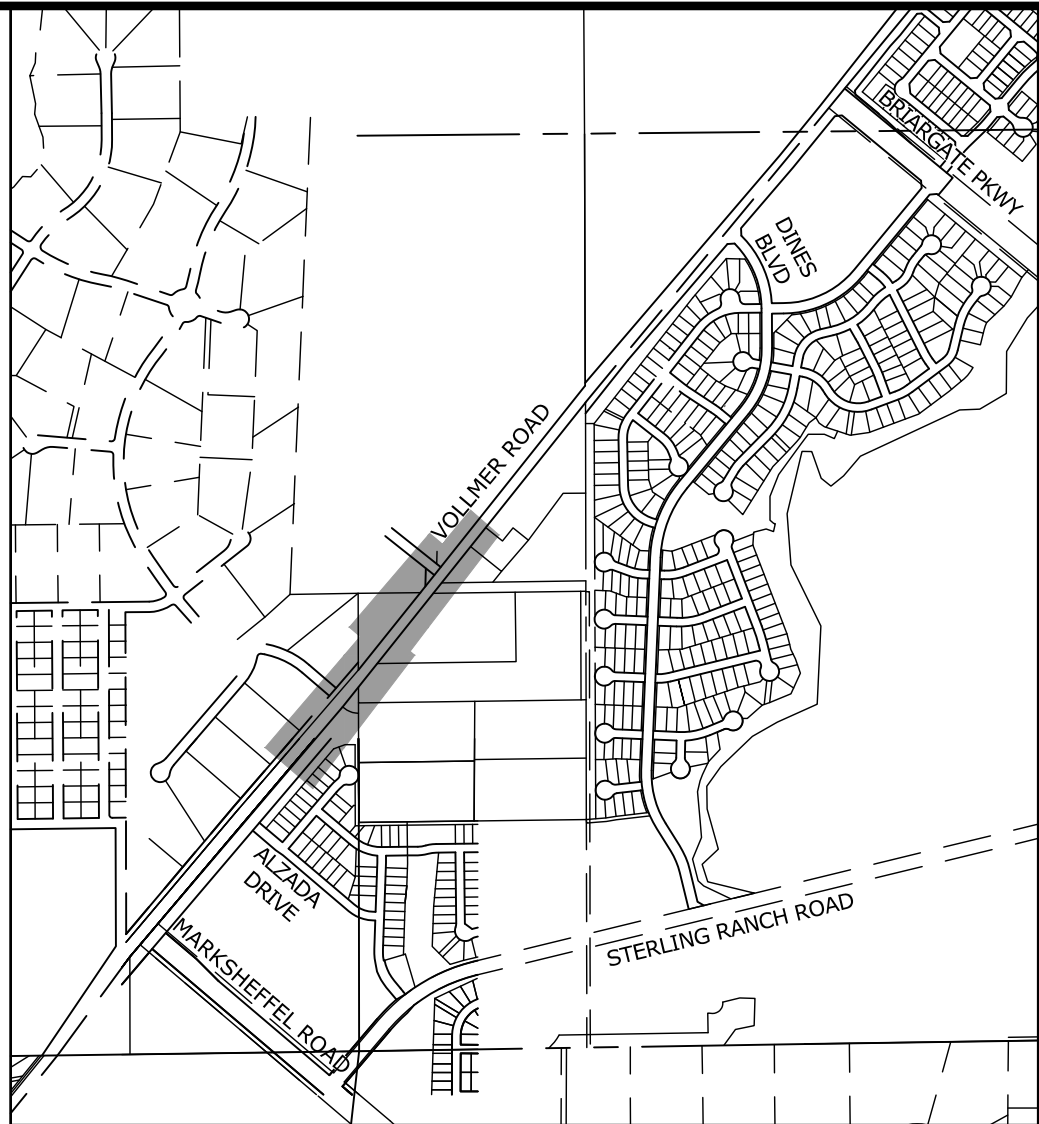 BRIARGATE PKWY
DINES
BLVD
VOLLMER ROAD
ALZADA
DRIVE
MARKSHEFFEL ROAD
STERLING RANCH ROAD